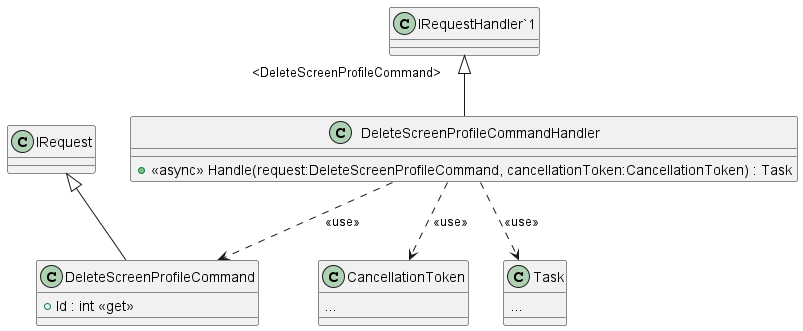 C IRequestHandler`1
<DeleteScreenProfileCommand>
C DeleteScreenProfileCommandHandler
«async» Handle(request:DeleteScreenProfileCommand, cancellationToken:CancellationToken) : Task
C IRequest
«use»
«use»
«use»
C DeleteScreenProfileCommand
Id : int «get»
C CancellationToken
...
C Task
...